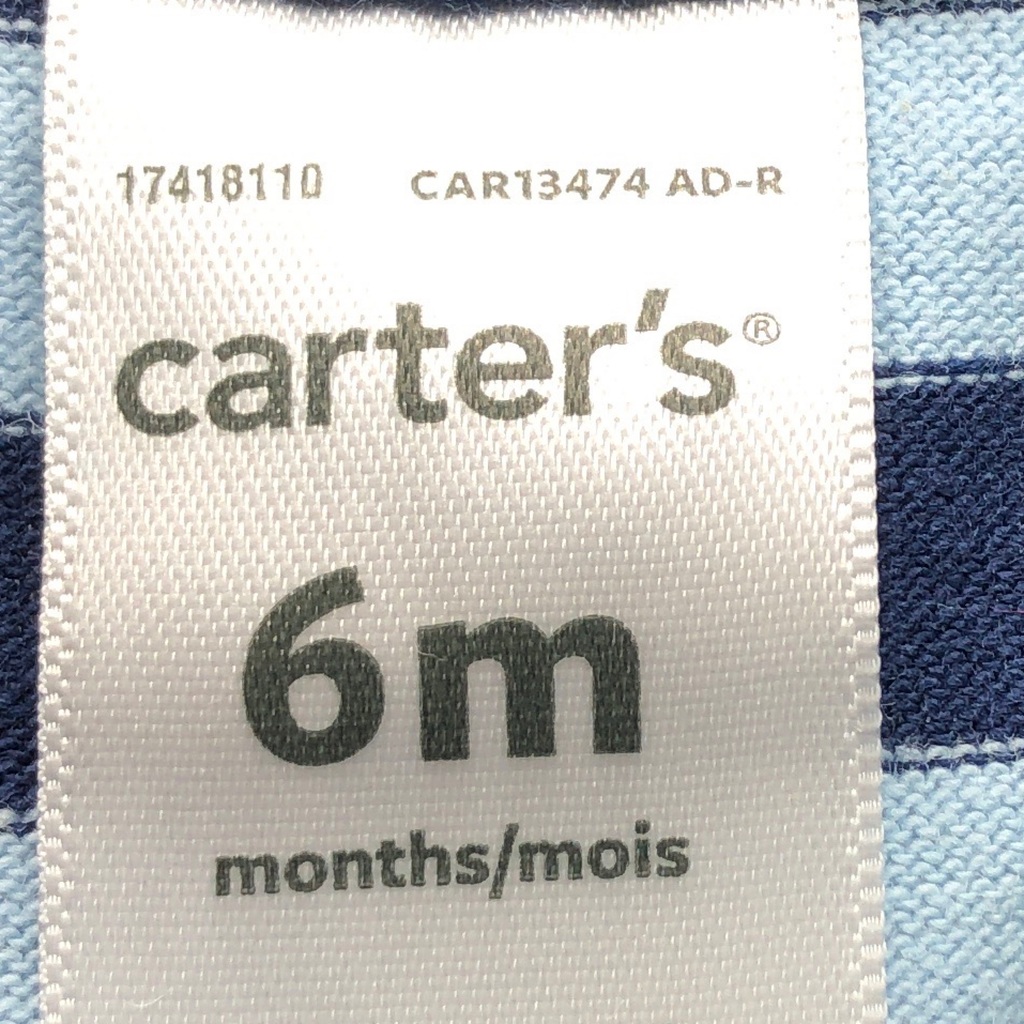 17418110 CAR13474 AD-R
carter's®
6m
months/mois